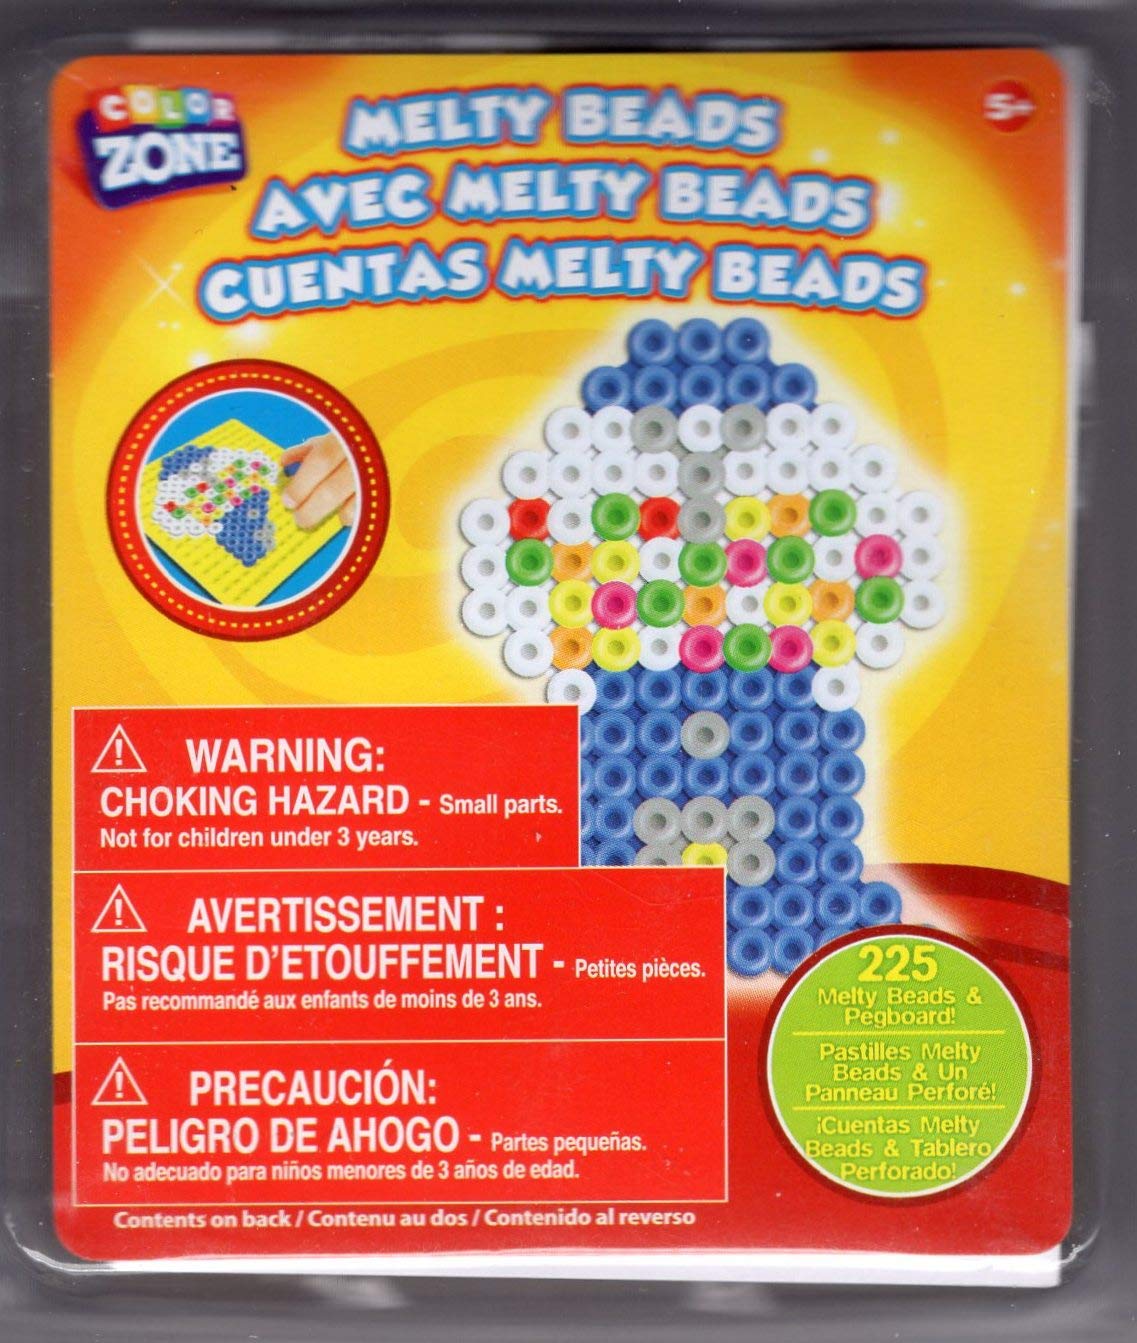 COLOR
ZONE
5+
MELTY BEADS
AVEC MELTY BEADS
CUENTAS MELTY BEADS
WARNING:
CHOKING HAZARD - Small parts.
Not for children under 3 years.
AVERTISSEMENT :
RISQUE D'ETOUFFEMENT - Petites pièces.
Pas recommandé aux enfants de moins de 3 ans.
PRECAUCIÓN:
PELIGRO DE AHOGO - Partes pequeñas.
No adecuado para niños menores de 3 años de edad.
Contents on back / Contenu au dos / Contenido al reverso
225
Melty Beads &
Pegboard!
Pastilles Melty
Beads & Un
Panneau Perforé!
¡Cuentas Melty
Beads & Tablero
Perforado!